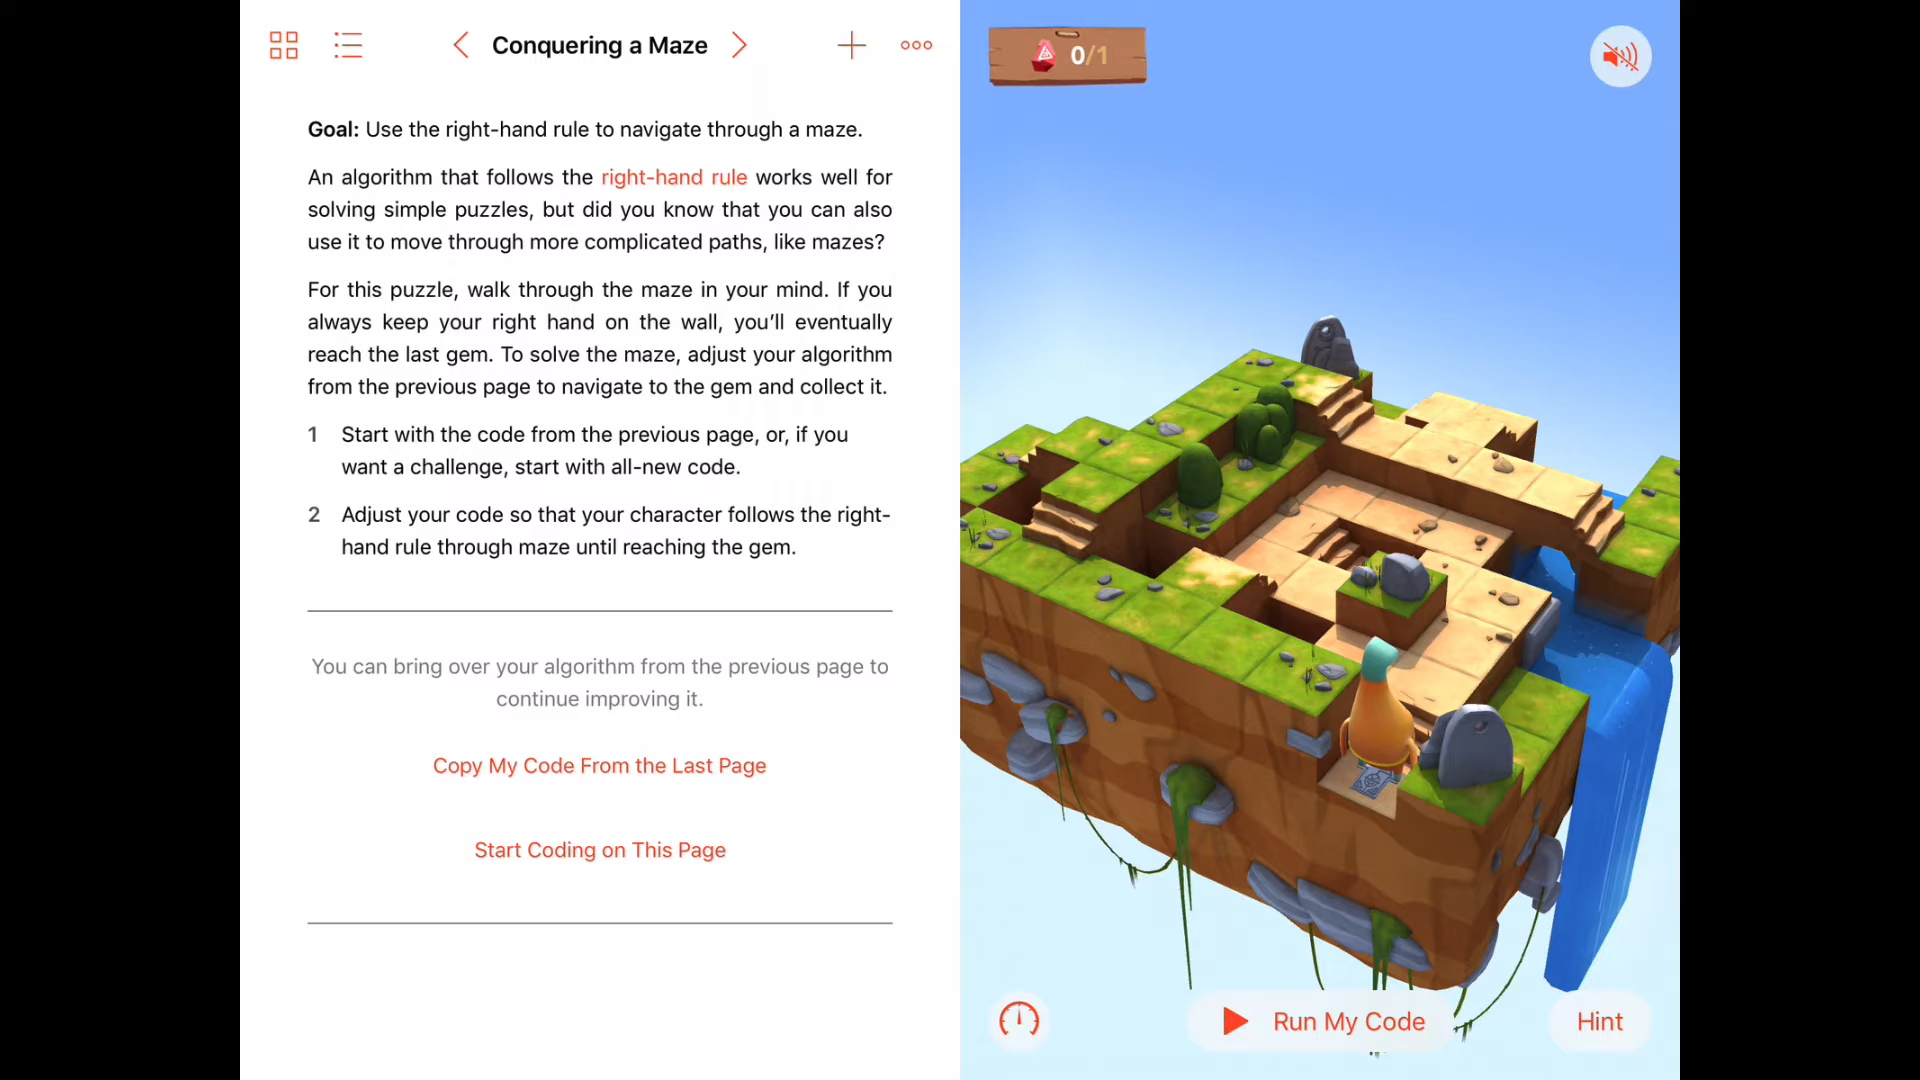 Conquering a Maze
Goal: Use the right-hand rule to navigate through a maze.
An algorithm that follows the right-hand rule works well for
solving simple puzzles, but did you know that you can also
use it to move through more complicated paths, like mazes?
For this puzzle, walk through the maze in your mind. If you
always keep your right hand on the wall, you’ll eventually
reach the last gem. To solve the maze, adjust your algorithm
from the previous page to navigate to the gem and collect it.
1 Start with the code from the previous page, or, if you
want a challenge, start with all-new code.
2 Adjust your code so that your character follows the right-
hand rule through maze until reaching the gem.
You can bring over your algorithm from the previous page to
continue improving it.
Copy My Code From the Last Page
Start Coding on This Page
0/1
Run My Code
Hint